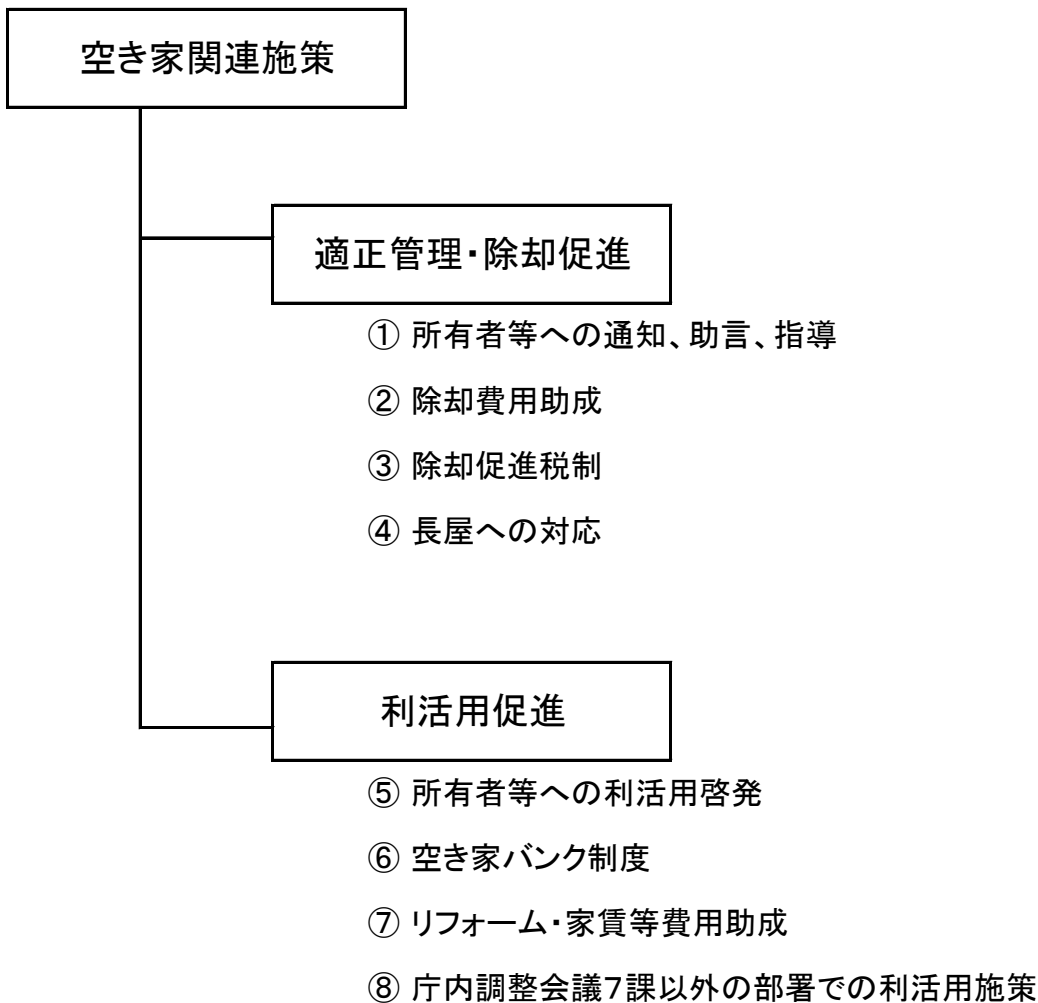 空き家関連施策
適正管理・除却促進
① 所有者等への通知、助言、指導
② 除却費用助成
③ 除却促進税制
④ 長屋への対応
利活用促進
⑤ 所有者等への利活用啓発
⑥ 空き家バンク制度
⑦ リフォーム・家賃等費用助成
⑧ 庁内調整会議7課以外の部署での利活用施策